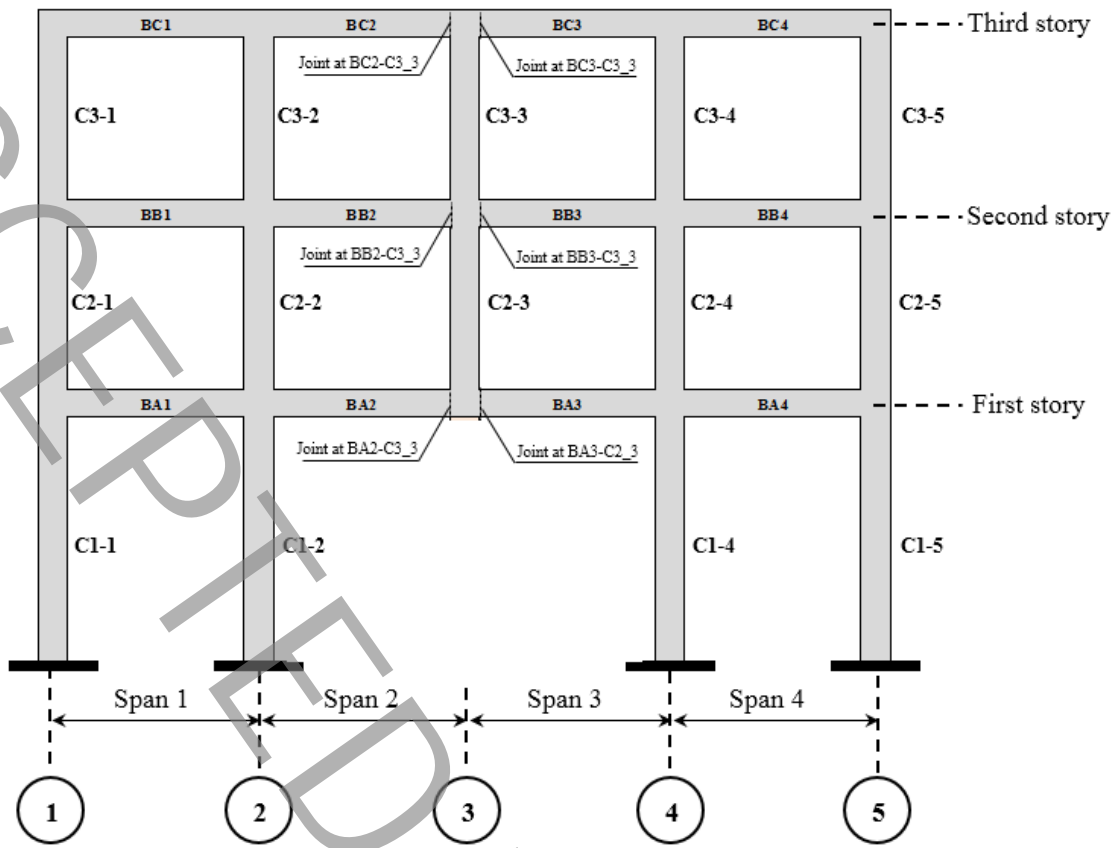 BC1 BC2 BC3 BC4
Third story
Joint at BC2-C3_3 Joint at BC3-C3_3
C3-1 C3-2 C3-3 C3-4 C3-5
BB1 BB2 BB3 BB4
Second story
Joint at BB2-C3_3 Joint at BB3-C3_3
C2-1 C2-2 C2-3 C2-4 C2-5
BA1 BA2 BA3 BA4
First story
Joint at BA2-C3_3 Joint at BA3-C2_3
C1-1 C1-2 C1-4 C1-5
Span 1 Span 2 Span 3 Span 4
1 2 3 4 5
CEPTED